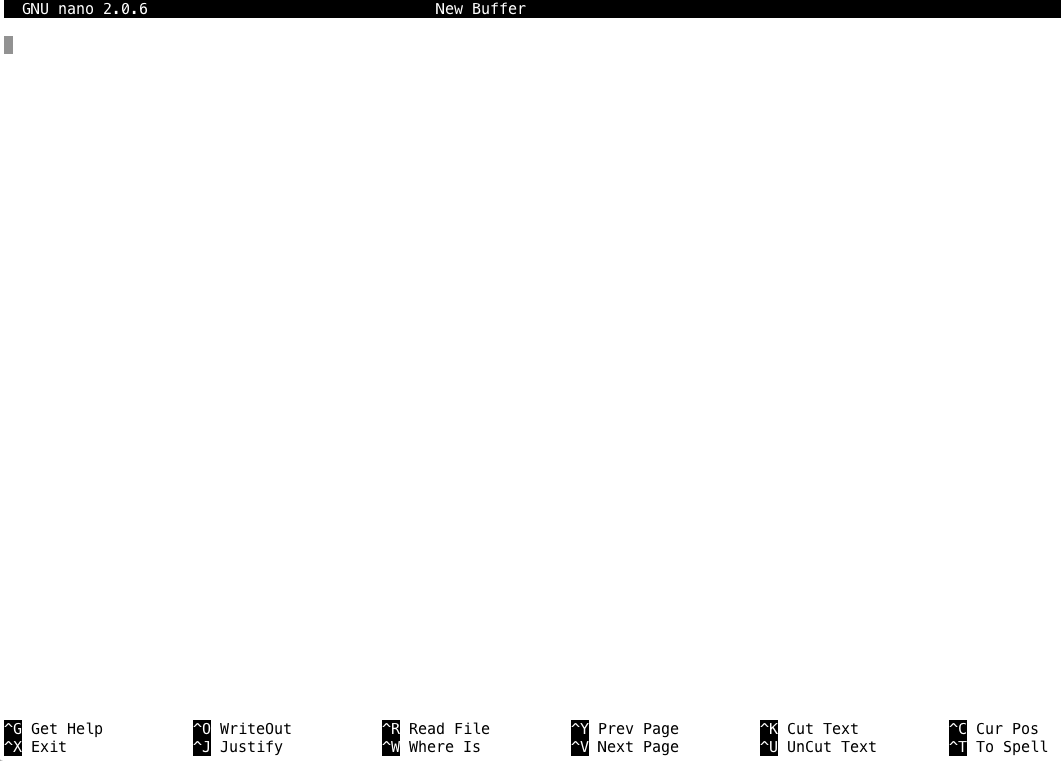 GNU nano 2.0.6 New Buffer
^G Get Help ^O WriteOut ^R Read File ^Y Prev Page ^K Cut Text ^C Cur Pos
^X Exit ^J Justify ^W Where Is ^V Next Page ^U UnCut Text ^T To Spell